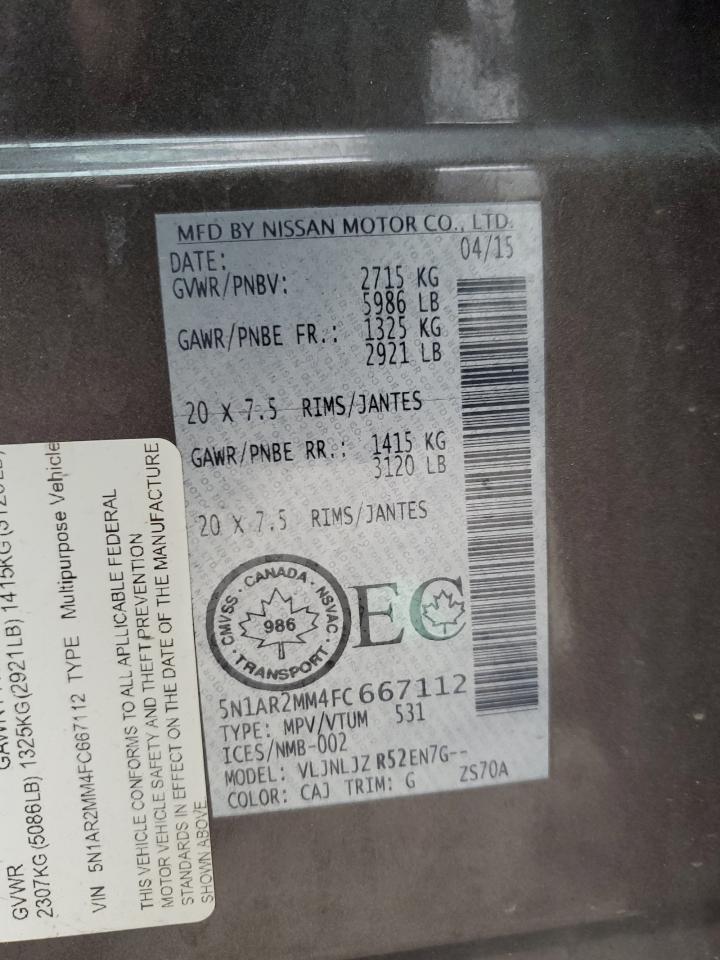 MFD BY NISSAN MOTOR CO., LTD.
DATE: 04/15
GVWR/PNBV: 2715 KG
5986 LB
GAWR/PNBE FR.: 1325 KG
2921 LB
20 X 7.5 RIMS/JANTES
GAWR/PNBE RR.: 1415 KG
3120 LB
20 X 7.5 RIMS/JANTES
CMVSS · CANADA · NSVAC · TRANSPORT ·
986
EC
5N1AR2MM4FC667112
TYPE: MPV/VTUM 531
ICES/NMB-002
MODEL: VLJNLJZ R52EN7G--
COLOR: CAJ TRIM: G ZS70A
GVWR
2307KG(5086LB) 1325KG(2921LB) 1415KG
VIN 5N1AR2MM4FC667112 TYPE Multipurpose Vehicle
THIS VEHICLE CONFORMS TO ALL APLLICABLE FEDERAL
MOTOR VEHICLE SAFETY AND THEFT PREVENTION
STANDARDS IN EFFECT ON THE DATE OF THE MANUFACTURE
SHOWN ABOVE.